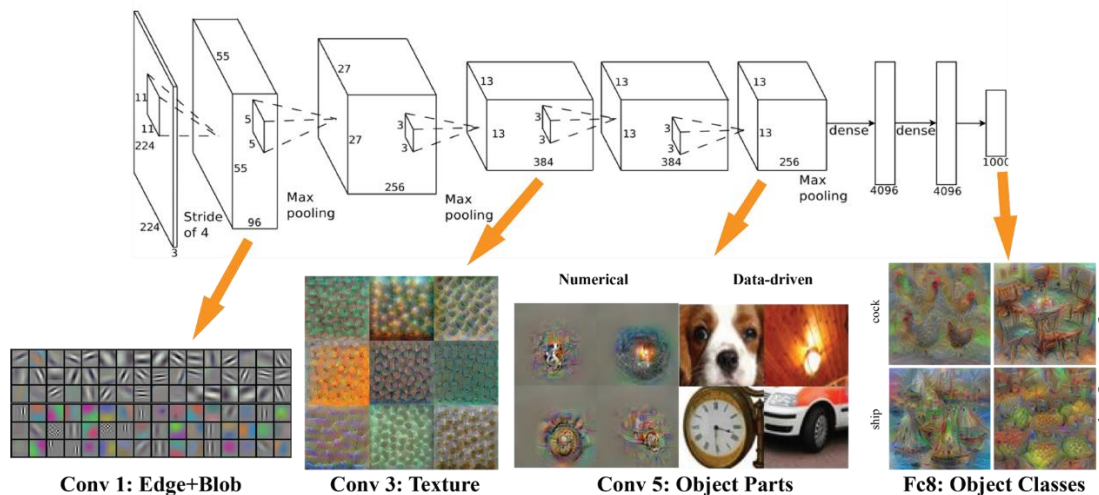 55
27
13
13
13
11
5
3
3
3
11
5
27
3
13
3
13
3
13
dense
dense
224
55
384
384
256
1000
Max
pooling
256
Max
pooling
Max
pooling
4096
4096
224
Stride
of 4
96
3
Numerical
Data-driven
cock
ship
Conv 1: Edge+Blob
Conv 3: Texture
Conv 5: Object Parts
Fc8: Object Classes